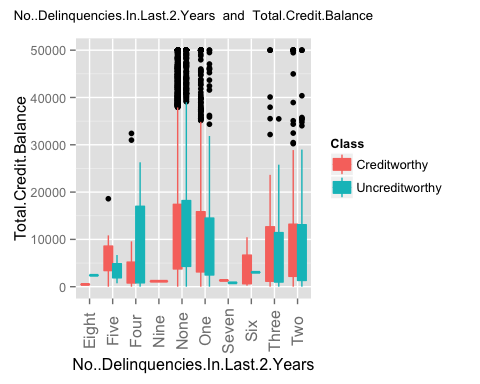 No..Delinquencies.In.Last.2.Years and Total.Credit.Balance
50000
40000
30000
20000
10000
0
Total.Credit.Balance
Eight
Five
Four
Nine
None
One
Seven
Six
Three
Two
No..Delinquencies.In.Last.2.Years
Class
Creditworthy
Uncreditworthy